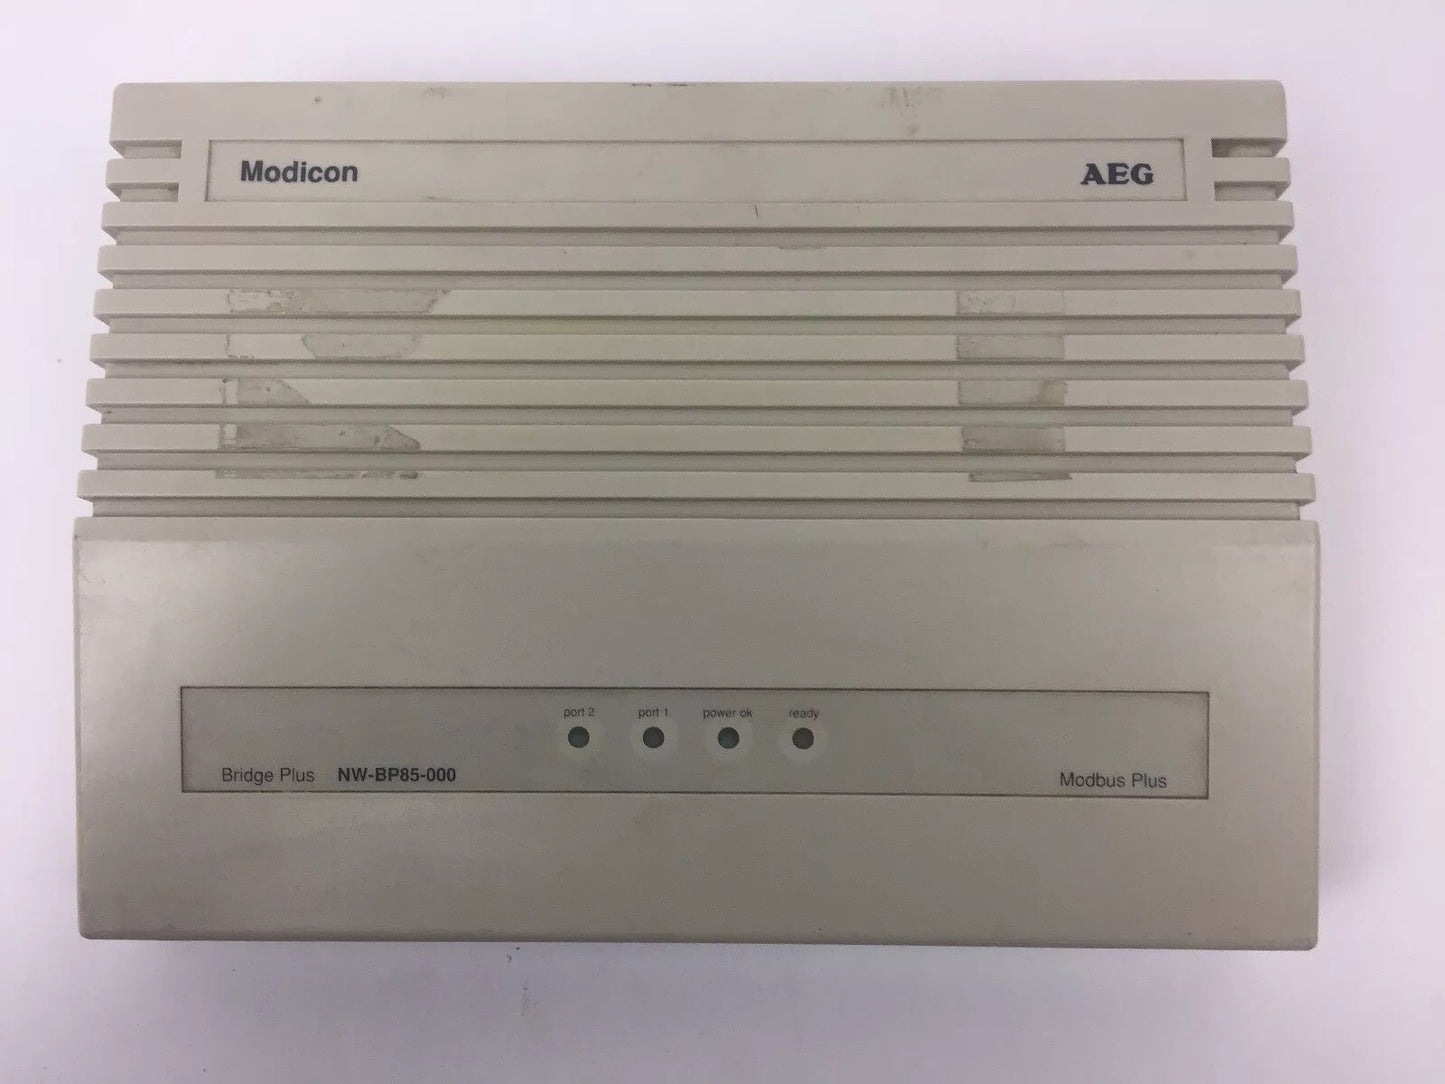 Modicon AEG
port 2 port 1 power ok ready
Bridge Plus NW-BP85-000 Modbus Plus